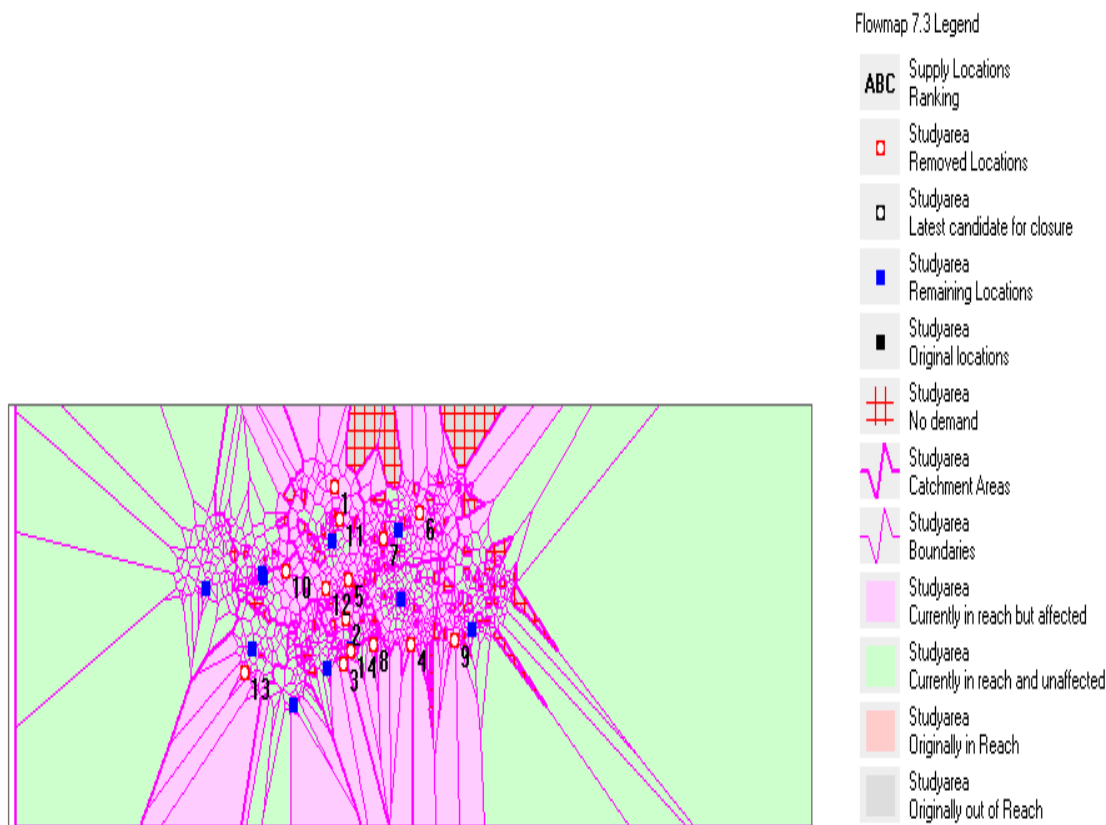 Flowmap 7.3 Legend
ABC
Supply Locations
Ranking
Studyarea
Removed Locations
Studyarea
Latest candidate for closure
Studyarea
Remaining Locations
Studyarea
Original locations
Studyarea
No demand
Studyarea
Catchment Areas
Studyarea
Boundaries
Studyarea
Currently in reach but affected
Studyarea
Currently in reach and unaffected
Studyarea
Originally in Reach
Studyarea
Originally out of Reach
1
6
11
7
10
5
12
2
14
8
4
9
3
13